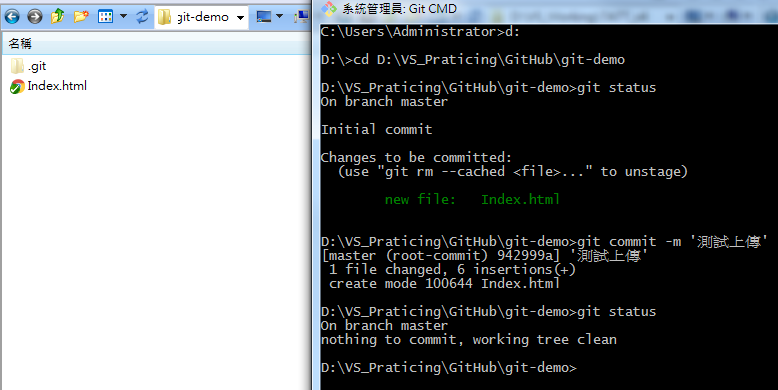 git-demo
名稱
.git
Index.html
系統管理員: Git CMD
C:\Users\Administrator>d:
D:\>cd D:\VS_Praticing\GitHub\git-demo
D:\VS_Praticing\GitHub\git-demo>git status
On branch master
Initial commit
Changes to be committed:
  (use "git rm --cached <file>..." to unstage)
        new file:   Index.html
D:\VS_Praticing\GitHub\git-demo>git commit -m '測試上傳'
[master (root-commit) 942999a] '測試上傳'
 1 file changed, 6 insertions(+)
 create mode 100644 Index.html
D:\VS_Praticing\GitHub\git-demo>git status
On branch master
nothing to commit, working tree clean
D:\VS_Praticing\GitHub\git-demo>